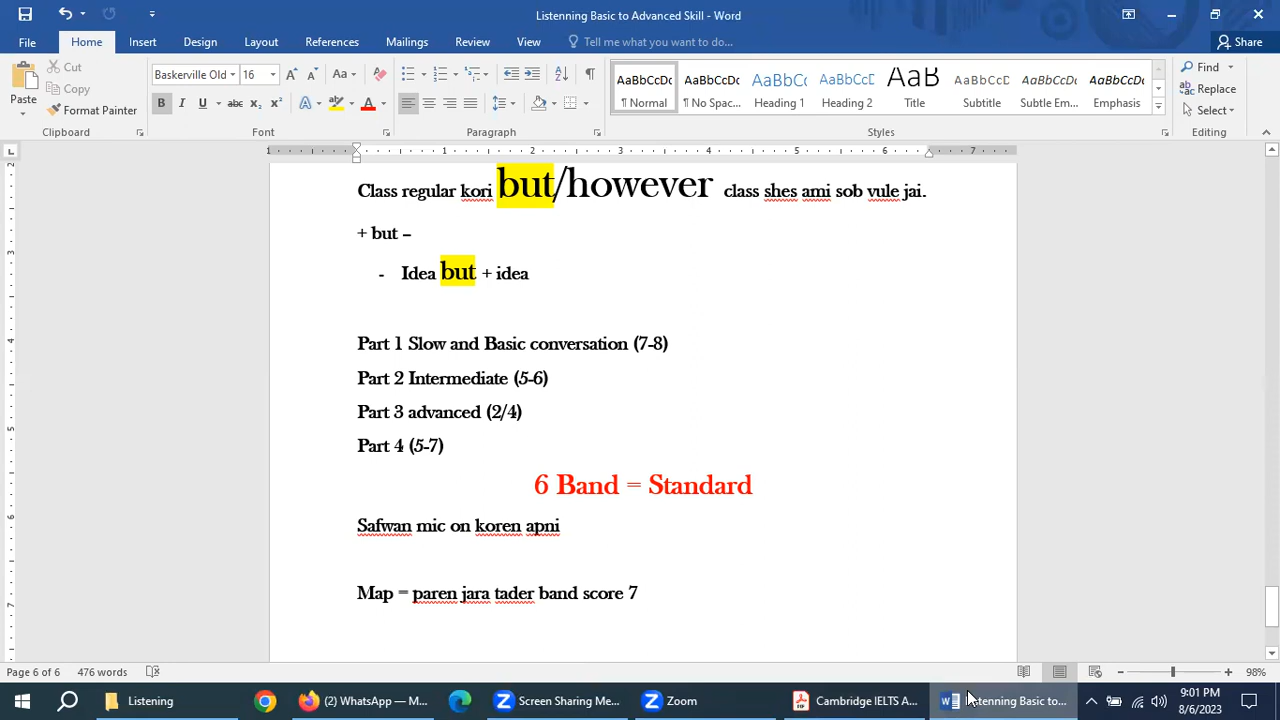 Listenning Basic to Advanced Skill - Word
File Home Insert Design Layout References Mailings Review View Tell me what you want to do... Share
Paste
Cut
Copy
Format Painter
Baskerville Old 16
AaBbCcDc AaBbCcDc AaBbCc AaBbCcD AaB AaBbCcD AaBbCcDc AaBbCcDc
¶ Normal ¶ No Spac... Heading 1 Heading 2 Title Subtitle Subtle Em... Emphasis
Find
Replace
Select
Clipboard Font Paragraph Styles Editing
Class regular kori but/however class shes ami sob vule jai.
+ but –
- Idea but + idea
Part 1 Slow and Basic conversation (7-8)
Part 2 Intermediate (5-6)
Part 3 advanced (2/4)
Part 4 (5-7)
6 Band = Standard
Safwan mic on koren apni
Map = paren jara tader band score 7
Page 6 of 6 476 words 98%
Listening (2) WhatsApp — M... Screen Sharing Me... Zoom Cambridge IELTS A... Listenning Basic to... 9:01 PM
8/6/2023